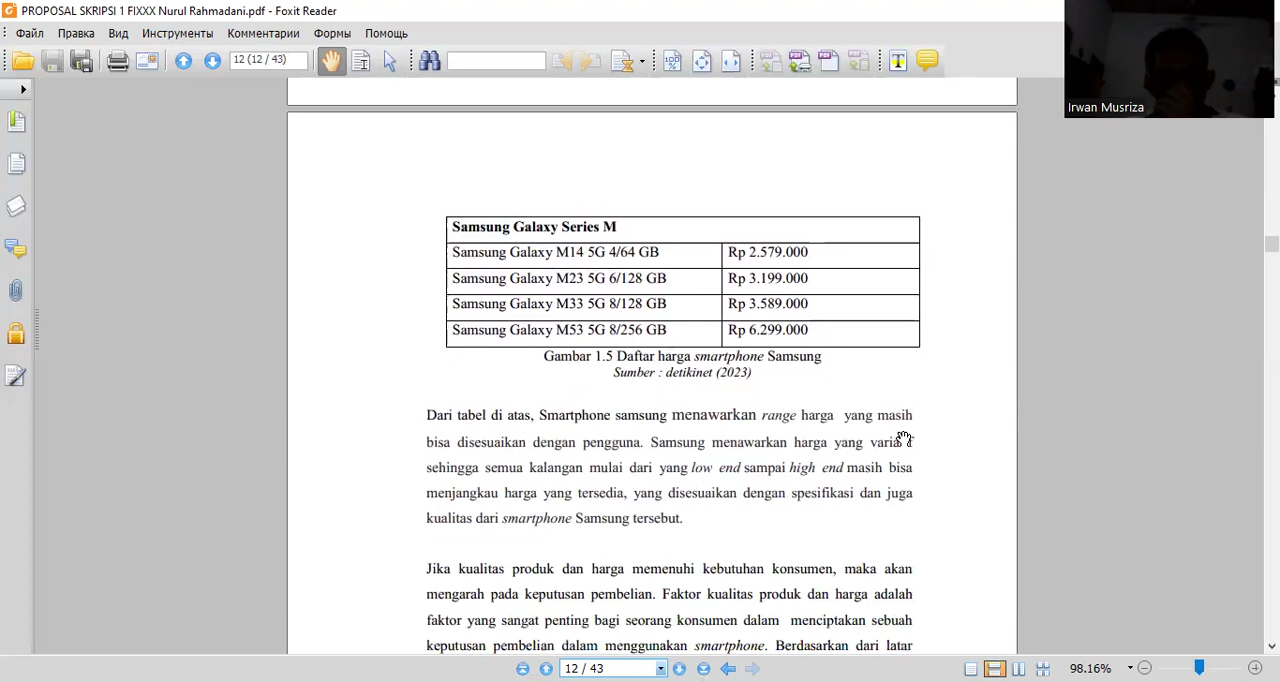 PROPOSAL SKRIPSI 1 FIXXX Nurul Rahmadani.pdf - Foxit Reader
Файл Правка Вид Инструменты Комментарии Формы Помощь
12 (12 / 43)
Irwan Musriza
Samsung Galaxy Series M
Samsung Galaxy M14 5G 4/64 GB Rp 2.579.000
Samsung Galaxy M23 5G 6/128 GB Rp 3.199.000
Samsung Galaxy M33 5G 8/128 GB Rp 3.589.000
Samsung Galaxy M53 5G 8/256 GB Rp 6.299.000
Gambar 1.5 Daftar harga smartphone Samsung
Sumber : detikinet (2023)
Dari tabel di atas, Smartphone samsung menawarkan range harga yang masih
bisa disesuaikan dengan pengguna. Samsung menawarkan harga yang
sehingga semua kalangan mulai dari yang low end sampai high end masih bisa
menjangkau harga yang tersedia, yang disesuaikan dengan spesifikasi dan juga
kualitas dari smartphone Samsung tersebut.
Jika kualitas produk dan harga memenuhi kebutuhan konsumen, maka akan
mengarah pada keputusan pembelian. Faktor kualitas produk dan harga adalah
faktor yang sangat penting bagi seorang konsumen dalam menciptakan sebuah
keputusan pembelian dalam menggunakan smartphone. Berdasarkan dari latar
12 / 43
98.16%